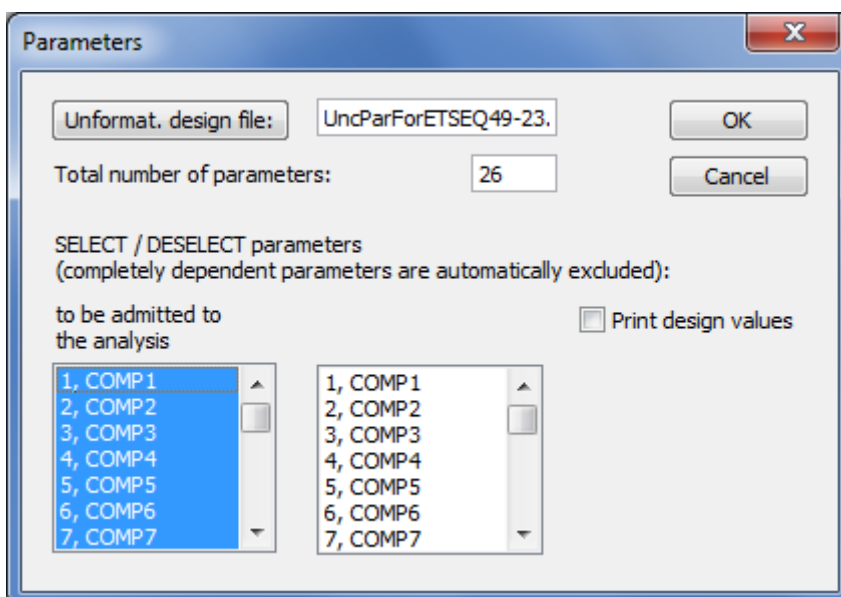 Parameters
Unformat. design file:
UncParForETSEQ49-23.
OK
Total number of parameters:
26
Cancel
SELECT / DESELECT parameters
(completely dependent parameters are automatically excluded):
to be admitted to
the analysis
Print design values
1, COMP1
2, COMP2
3, COMP3
4, COMP4
5, COMP5
6, COMP6
7, COMP7
1, COMP1
2, COMP2
3, COMP3
4, COMP4
5, COMP5
6, COMP6
7, COMP7